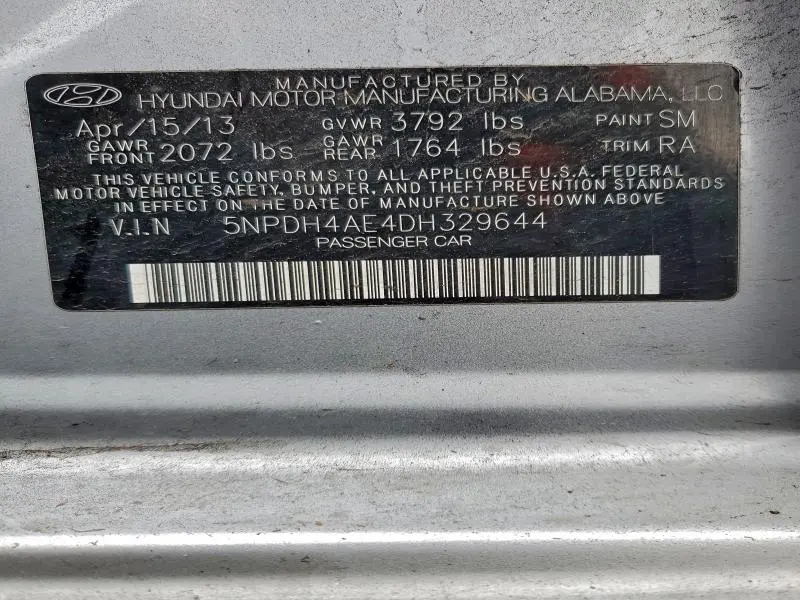 MANUFACTURED BY
HYUNDAI MOTOR MANUFACTURING ALABAMA, LLC
Apr/15/13 GVWR 3792 lbs PAINT SM
GAWR FRONT 2072 lbs GAWR REAR 1764 lbs TRIM RA
THIS VEHICLE CONFORMS TO ALL APPLICABLE U.S.A. FEDERAL
MOTOR VEHICLE SAFETY, BUMPER, AND THEFT PREVENTION STANDARDS
IN EFFECT ON THE DATE OF MANUFACTURE SHOWN ABOVE.
V.I.N 5NPDH4AE4DH329644
PASSENGER CAR